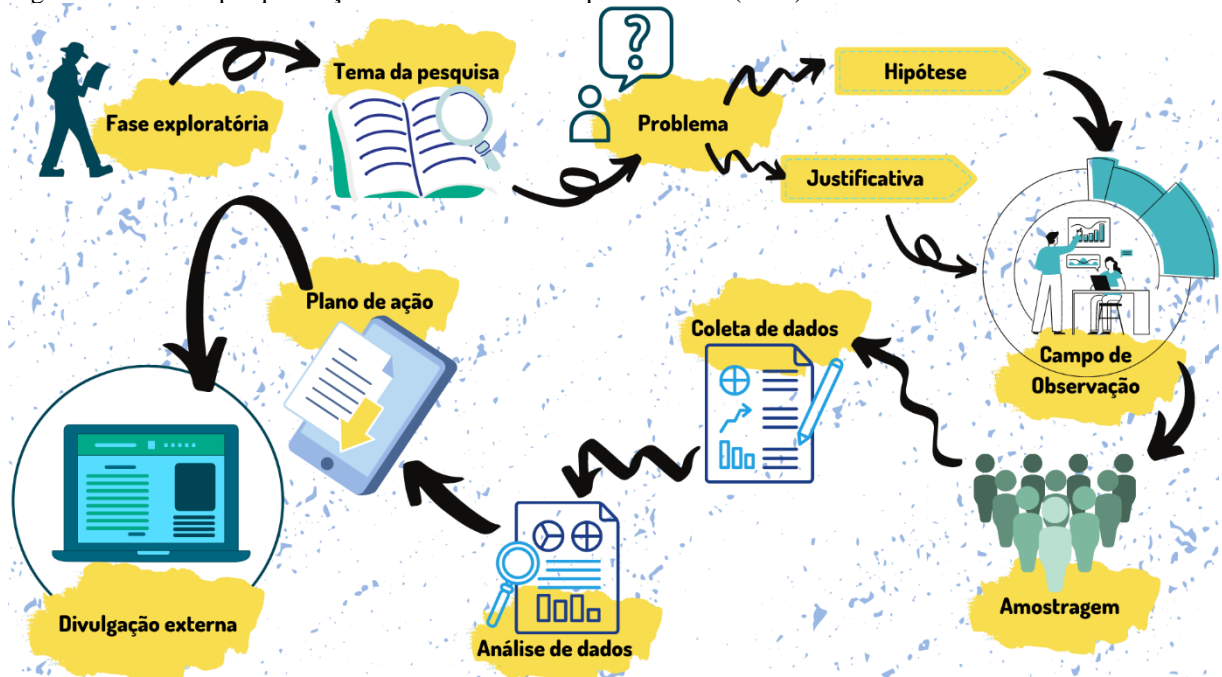 Tema da pesquisa
Fase exploratória
?
Problema
Hipótese
Justificativa
Campo de
Observação
Amostragem
Coleta de dados
Análise de dados
Plano de ação
Divulgação externa